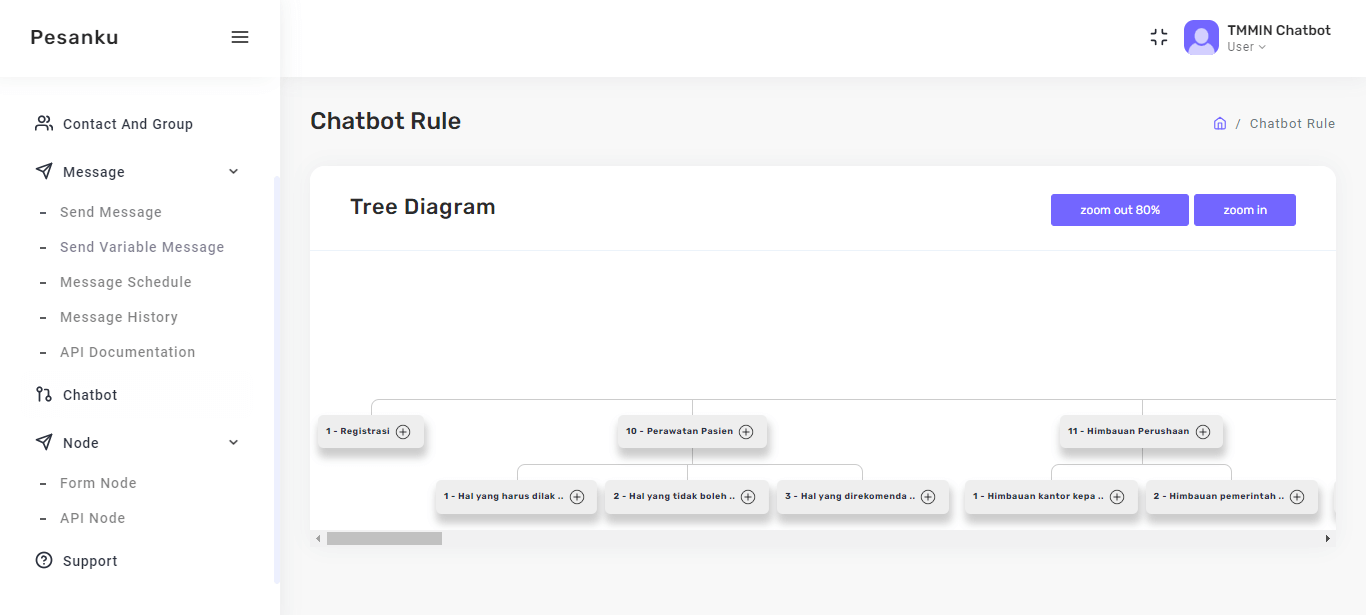 Pesanku
TMMIN Chatbot
User
Contact And Group
Message
- Send Message
- Send Variable Message
- Message Schedule
- Message History
- API Documentation
Chatbot
Node
- Form Node
- API Node
Support
Chatbot Rule
/ Chatbot Rule
Tree Diagram
zoom out 80%
zoom in
1 - Registrasi
10 - Perawatan Pasien
11 - Himbauan Perushaan
1 - Hal yang harus dilak ..
2 - Hal yang tidak boleh ..
3 - Hal yang direkomenda ..
1 - Himbauan kantor kepa ..
2 - Himbauan pemerintah ..